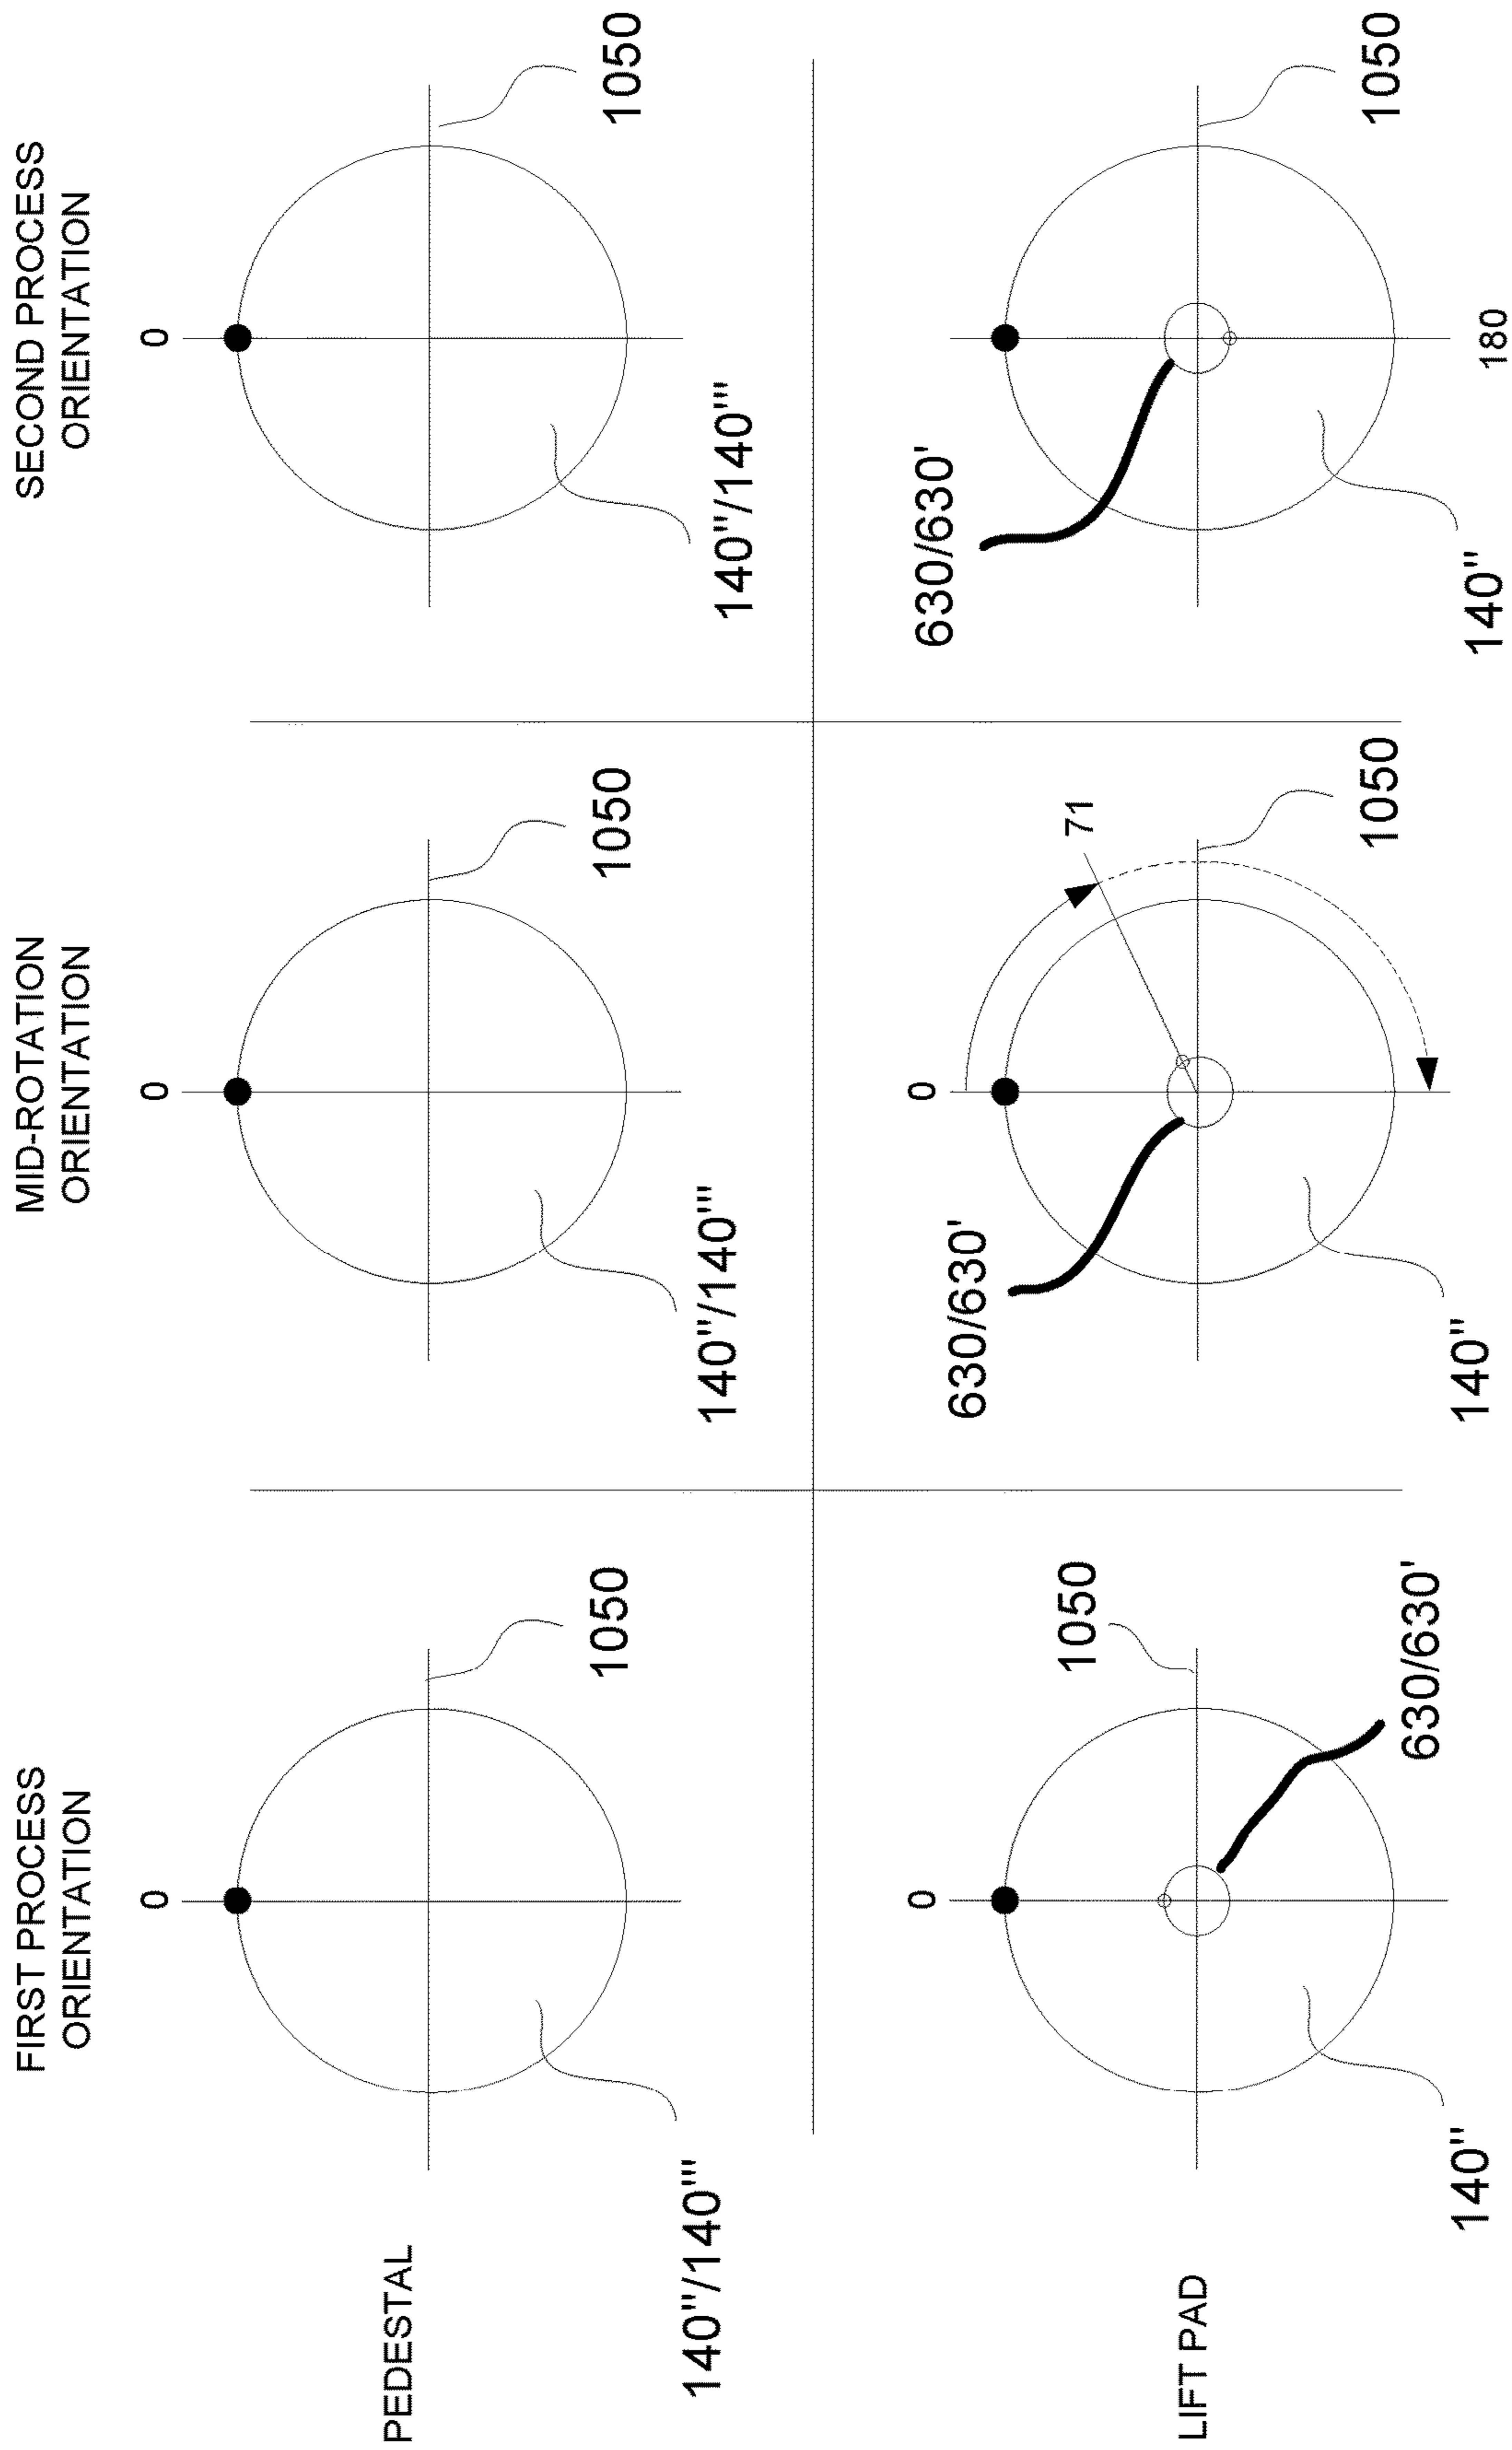 FIRST PROCESS
ORIENTATION
MID-ROTATION
ORIENTATION
SECOND PROCESS
ORIENTATION
PEDESTAL
0
1050
140"/140"'
0
1050
140"/140"'
0
1050
140"/140"'
LIFT PAD
0
1050
630/630'
140"
0
630/630'
71
1050
140"
630/630'
1050
140"
180